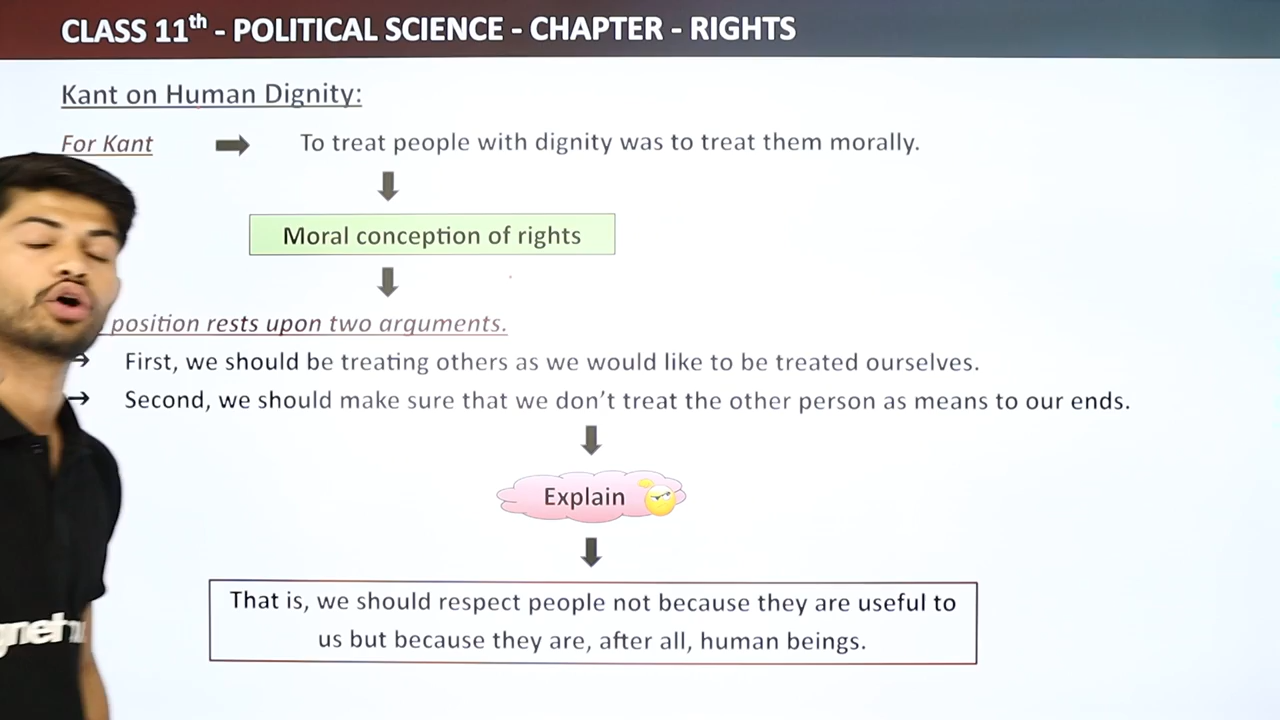 CLASS 11th - POLITICAL SCIENCE - CHAPTER - RIGHTS
Kant on Human Dignity:
For Kant
To treat people with dignity was to treat them morally.
Moral conception of rights
position rests upon two arguments.
First, we should be treating others as we would like to be treated ourselves.
Second, we should make sure that we don't treat the other person as means to our ends.
Explain
That is, we should respect people not because they are useful to
us but because they are, after all, human beings.